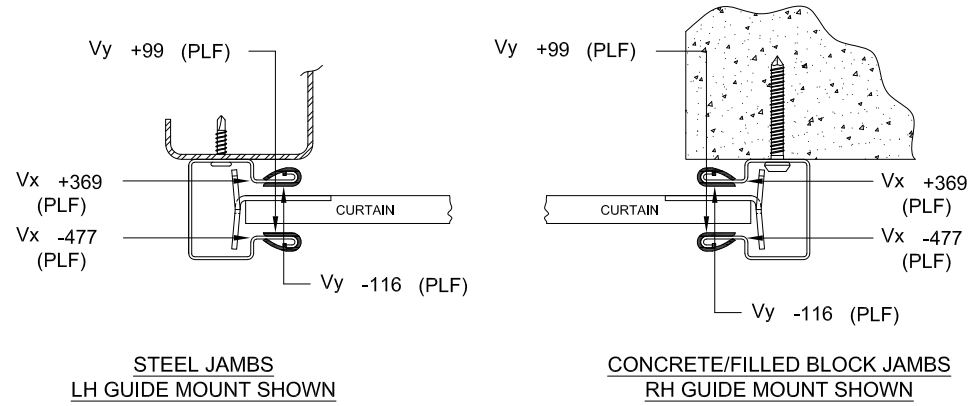 Vy +99 (PLF)
Vx +369
(PLF)
Vx -477
(PLF)
CURTAIN
Vy -116 (PLF)
STEEL JAMBS
LH GUIDE MOUNT SHOWN
Vy +99 (PLF)
Vx +369
(PLF)
Vx -477
(PLF)
CURTAIN
Vy -116 (PLF)
CONCRETE/FILLED BLOCK JAMBS
RH GUIDE MOUNT SHOWN